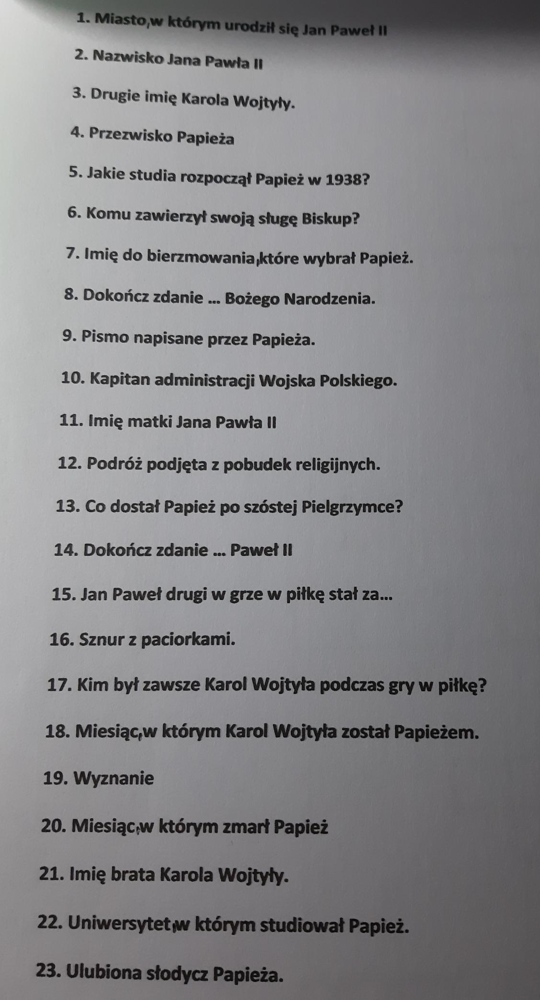 1. Miasto,w którym urodził się Jan Paweł II
2. Nazwisko Jana Pawła II
3. Drugie imię Karola Wojtyły.
4. Przezwisko Papieża
5. Jakie studia rozpoczął Papież w 1938?
6. Komu zawierzył swoją sługę Biskup?
7. Imię do bierzmowania,które wybrał Papież.
8. Dokończ zdanie ... Bożego Narodzenia.
9. Pismo napisane przez Papieża.
10. Kapitan administracji Wojska Polskiego.
11. Imię matki Jana Pawła II
12. Podróż podjęta z pobudek religijnych.
13. Co dostał Papież po szóstej Pielgrzymce?
14. Dokończ zdanie ... Paweł II
15. Jan Paweł drugi w grze w piłkę stał za...
16. Sznur z paciorkami.
17. Kim był zawsze Karol Wojtyła podczas gry w piłkę?
18. Miesiąc,w którym Karol Wojtyła został Papieżem.
19. Wyznanie
20. Miesiąc,w którym zmarł Papież
21. Imię brata Karola Wojtyły.
22. Uniwersytet,w którym studiował Papież.
23. Ulubiona słodycz Papieża.